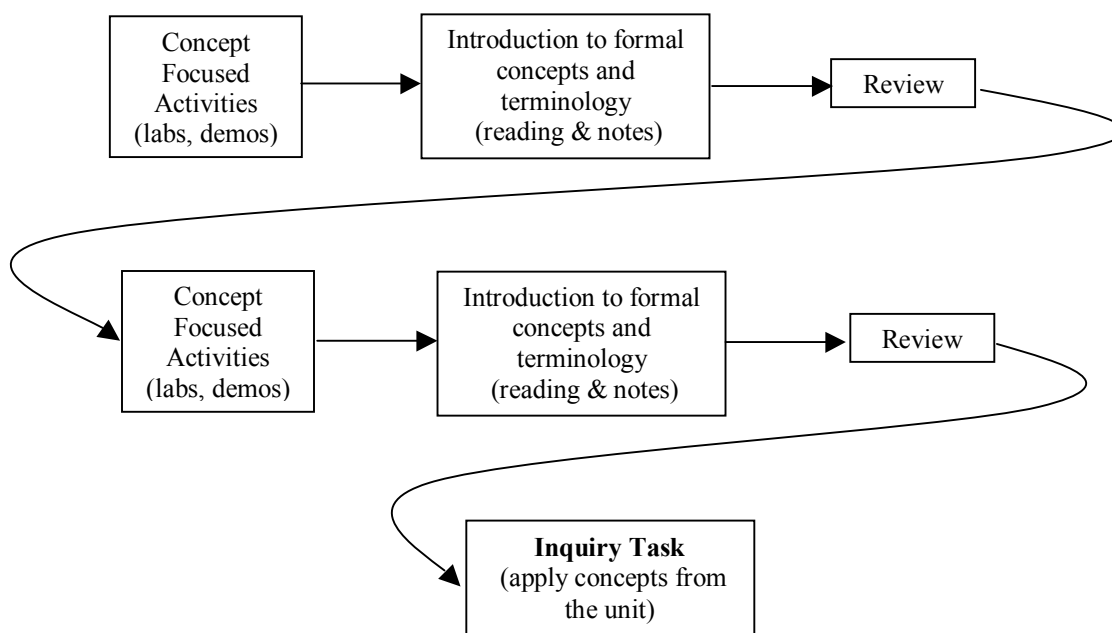 Concept
Focused
Activities
(labs, demos)
Introduction to formal
concepts and
terminology
(reading & notes)
Review
Concept
Focused
Activities
(labs, demos)
Introduction to formal
concepts and
terminology
(reading & notes)
Review
Inquiry Task
(apply concepts from
the unit)